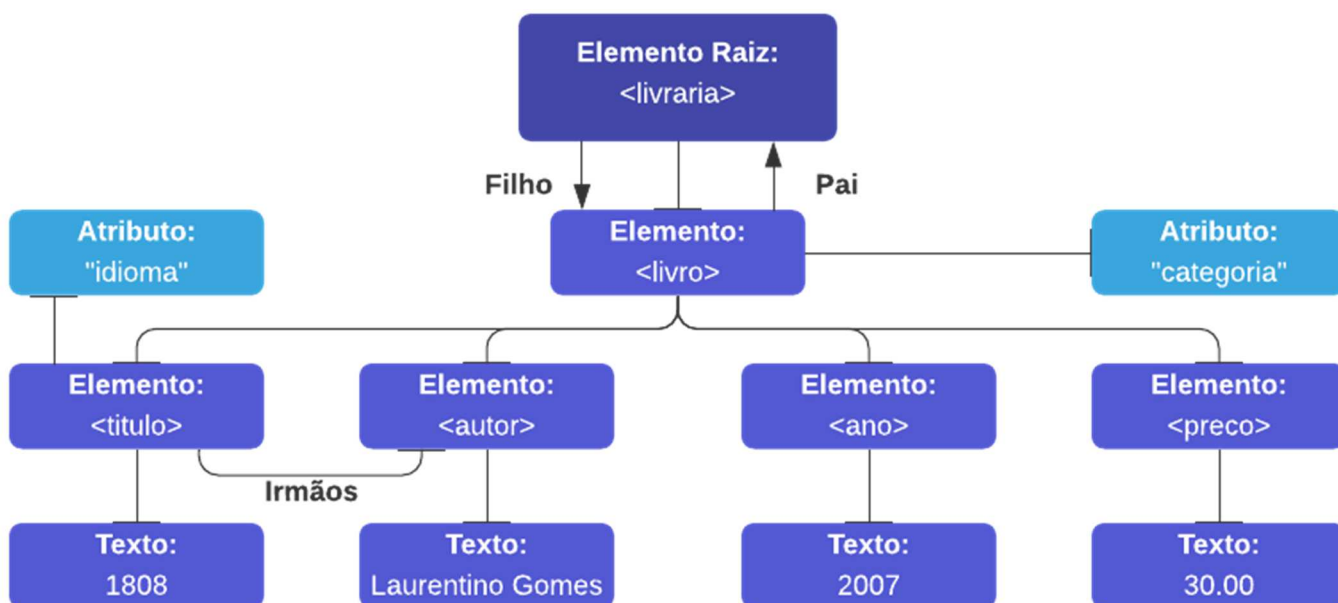 Elemento Raiz:
<livraria>
Filho
Pai
Atributo:
"idioma"
Elemento:
<livro>
Atributo:
"categoria"
Elemento:
<titulo>
Elemento:
<autor>
Elemento:
<ano>
Elemento:
<preco>
Irmãos
Texto:
1808
Texto:
Laurentino Gomes
Texto:
2007
Texto:
30.00